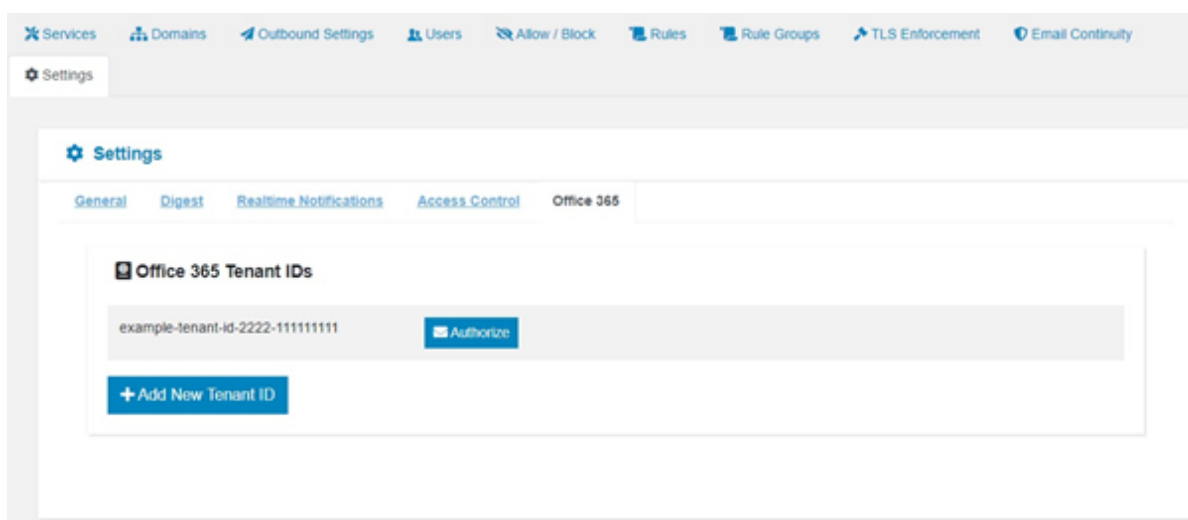 Services Domains Outbound Settings Users Allow / Block Rules Rule Groups TLS Enforcement Email Continuity
Settings
Settings
General Digest Realtime Notifications Access Control Office 365
Office 365 Tenant IDs
example-tenant-id-2222-111111111 Authorize
Add New Tenant ID